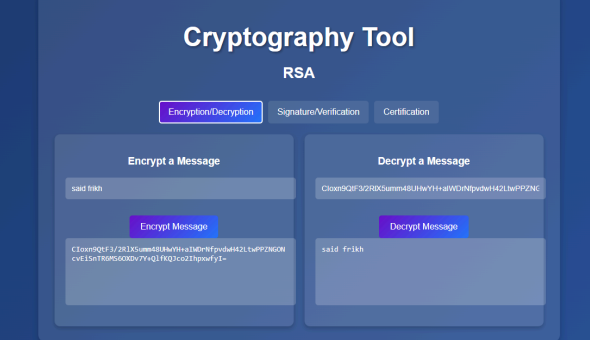 Cryptography Tool
RSA
Encryption/Decryption Signature/Verification Certification
Encrypt a Message
said frikh
Encrypt Message
CIoxn9QtF3/2RlX5umm48UHwYH+aIWDrNfpvdwH42LtwPPZNGON
cvEiSnTR6MS6OXDv7Y+QlfKQJco2IhpxwfyI=
Decrypt a Message
CIoxn9QtF3/2RlX5umm48UHwYH+aIWDrNfpvdwH42LtwPPZNG
Decrypt Message
said frikh